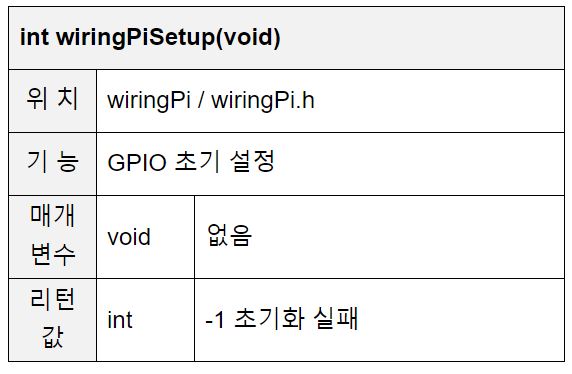 int wiringPiSetup(void)
위 치 wiringPi / wiringPi.h
기 능 GPIO 초기 설정
매개
변수 void 없음
리턴
값 int -1 초기화 실패